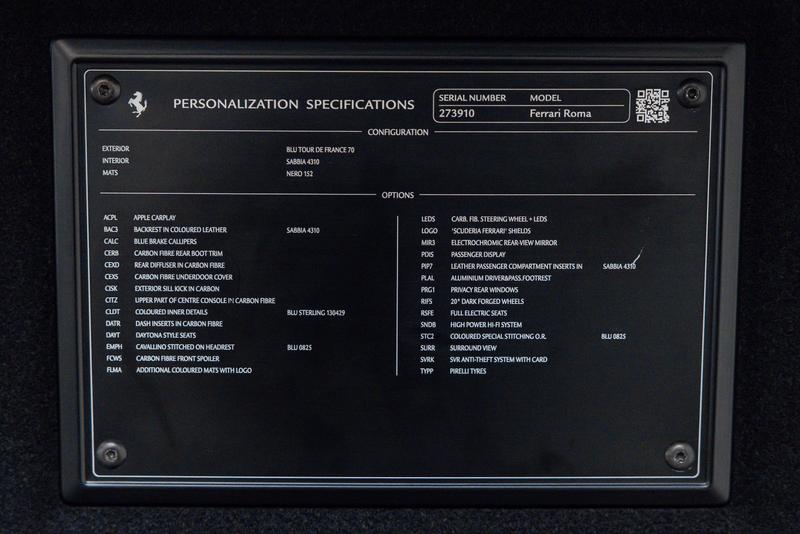 PERSONALIZATION SPECIFICATIONS
SERIAL NUMBER MODEL
273910 Ferrari Roma
CONFIGURATION
EXTERIOR BLU TOUR DE FRANCE 70
INTERIOR SABBIA 4310
MATS NERO 152
OPTIONS
ACPL APPLE CARPLAY
BAC3 BACKREST IN COLOURED LEATHER SABBIA 4310
CALC BLUE BRAKE CALLIPERS
CERB CARBON FIBRE REAR BOOT TRIM
CEXD REAR DIFFUSER IN CARBON FIBRE
CEXS CARBON FIBRE UNDERDOOR COVER
CISK EXTERIOR SILL KICK IN CARBON
CITZ UPPER PART OF CENTRE CONSOLE IN CARBON FIBRE
CLDT COLOURED INNER DETAILS BLU STERLING 130429
DATR DASH INSERTS IN CARBON FIBRE
DAYT DAYTONA STYLE SEATS
EMPH CAVALLINO STITCHED ON HEADREST BLU 0825
FCWS CARBON FIBRE FRONT SPOILER
FLMA ADDITIONAL COLOURED MATS WITH LOGO
LEDS CARB. FIB. STEERING WHEEL + LEDS
LOGO 'SCUDERIA FERRARI' SHIELDS
MIR3 ELECTROCHROMIC REAR-VIEW MIRROR
PDIS PASSENGER DISPLAY
PIP7 LEATHER PASSENGER COMPARTMENT INSERTS IN SABBIA 4310
PLAL ALUMINIUM DRIVER&PASS.FOOTREST
PRG1 PRIVACY REAR WINDOWS
RIFS 20" DARK FORGED WHEELS
RSFE FULL ELECTRIC SEATS
SNDB HIGH POWER HI-FI SYSTEM
STC2 COLOURED SPECIAL STITCHING O.R. BLU 0825
SURR SURROUND VIEW
SVRK SVR ANTI-THEFT SYSTEM WITH CARD
TYPP PIRELLI TYRES